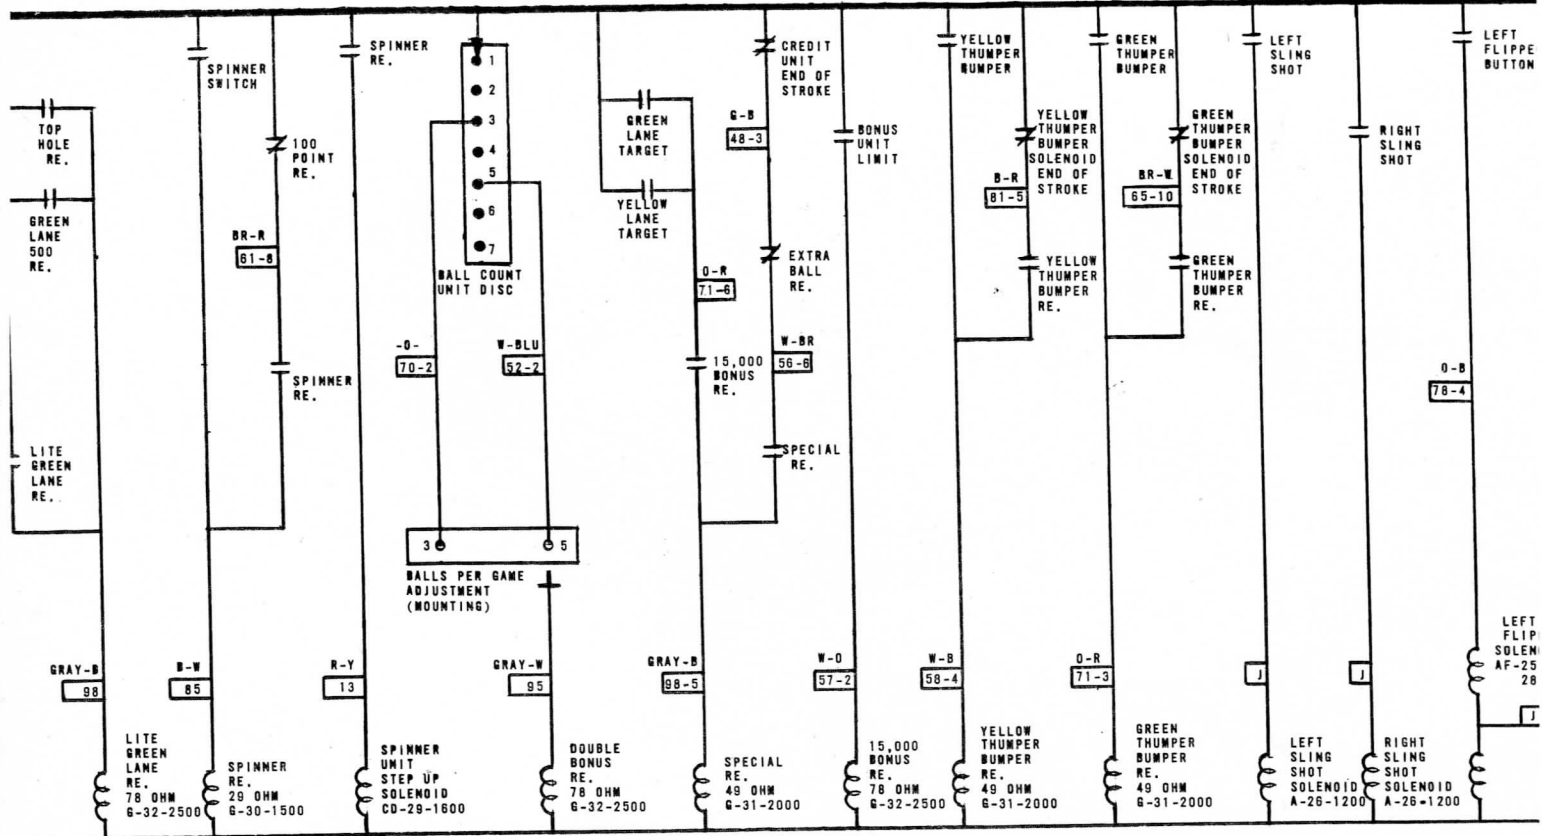 TOP
HOLE
RE.
GREEN
LANE
500
RE.
LITE
GREEN
LANE
RE.
GRAY-B
98
LITE
GREEN
LANE
RE.
78 OHM
G-32-2500
SPINNER
SWITCH
100
POINT
RE.
BR-R
61-8
SPINNER
RE.
B-W
85
SPINNER
RE.
29 OHM
G-30-1500
SPINNER
RE.
R-Y
13
SPINNER
UNIT
STEP UP
SOLENOID
CD-29-1600
1
2
3
4
5
6
7
BALL COUNT
UNIT DISC
-O-
70-2
W-BLU
52-2
3
5
BALLS PER GAME
ADJUSTMENT
(MOUNTING)
GRAY-W
95
DOUBLE
BONUS
RE.
78 OHM
G-32-2500
GREEN
LANE
TARGET
YELLOW
LANE
TARGET
O-R
71-6
15,000
BONUS
RE.
GRAY-B
98-5
SPECIAL
RE.
49 OHM
G-31-2000
CREDIT
UNIT
END OF
STROKE
G-B
48-3
EXTRA
BALL
RE.
W-BR
56-6
SPECIAL
RE.
BONUS
UNIT
LIMIT
W-O
57-2
15,000
BONUS
RE.
78 OHM
G-32-2500
YELLOW
THUMPER
BUMPER
YELLOW
THUMPER
BUMPER
SOLENOID
END OF
STROKE
B-R
81-5
YELLOW
THUMPER
BUMPER
RE.
W-B
58-4
YELLOW
THUMPER
BUMPER
RE.
49 OHM
G-31-2000
GREEN
THUMPER
BUMPER
GREEN
THUMPER
BUMPER
SOLENOID
END OF
STROKE
BR-W
65-10
GREEN
THUMPER
BUMPER
RE.
O-R
71-3
GREEN
THUMPER
BUMPER
RE.
49 OHM
G-31-2000
LEFT
SLING
SHOT
J
LEFT
SLING
SHOT
SOLENOID
A-26-1200
RIGHT
SLING
SHOT
J
RIGHT
SLING
SHOT
SOLENOID
A-26-1200
LEFT
FLIPPE
BUTTON
O-B
78-4
LEFT
FLIP
SOLEN
AF-25
28
J